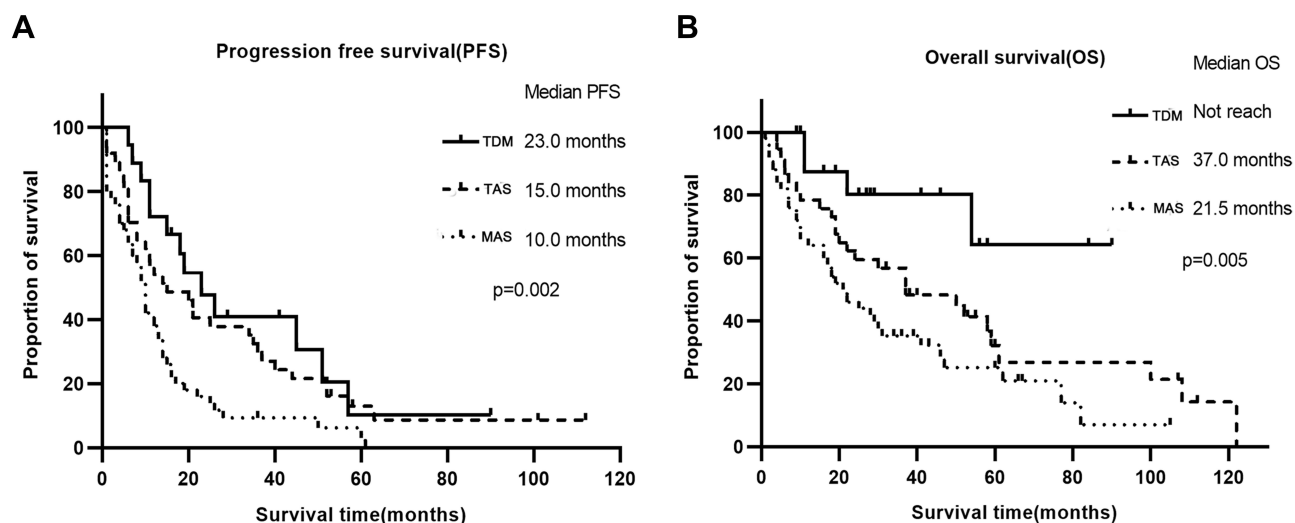 A
Progression free survival(PFS)
Median PFS
TDM 23.0 months
TAS 15.0 months
MAS 10.0 months
p=0.002
Proportion of survival
100
80
60
40
20
0
0 20 40 60 80 100 120
Survival time(months)
B
Overall survival(OS)
Median OS
TDM Not reach
TAS 37.0 months
MAS 21.5 months
p=0.005
Proportion of survival
100
80
60
40
20
0
0 20 40 60 80 100 120
Survival time(months)